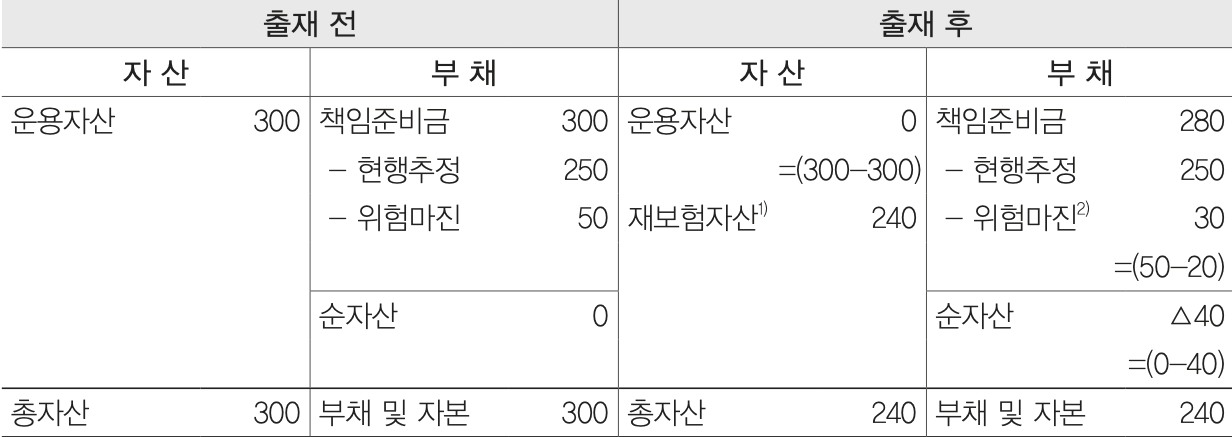 출재 전 출재 후
자 산 부 채 자 산 부 채
운용자산 300 책임준비금 300 운용자산 0 책임준비금 280
– 현행추정 250 =(300–300) – 현행추정 250
– 위험마진 50 재보험자산1) 240 – 위험마진2) 30
=(50–20)
순자산 0 순자산 △40
=(0–40)
총자산 300 부채 및 자본 300 총자산 240 부채 및 자본 240